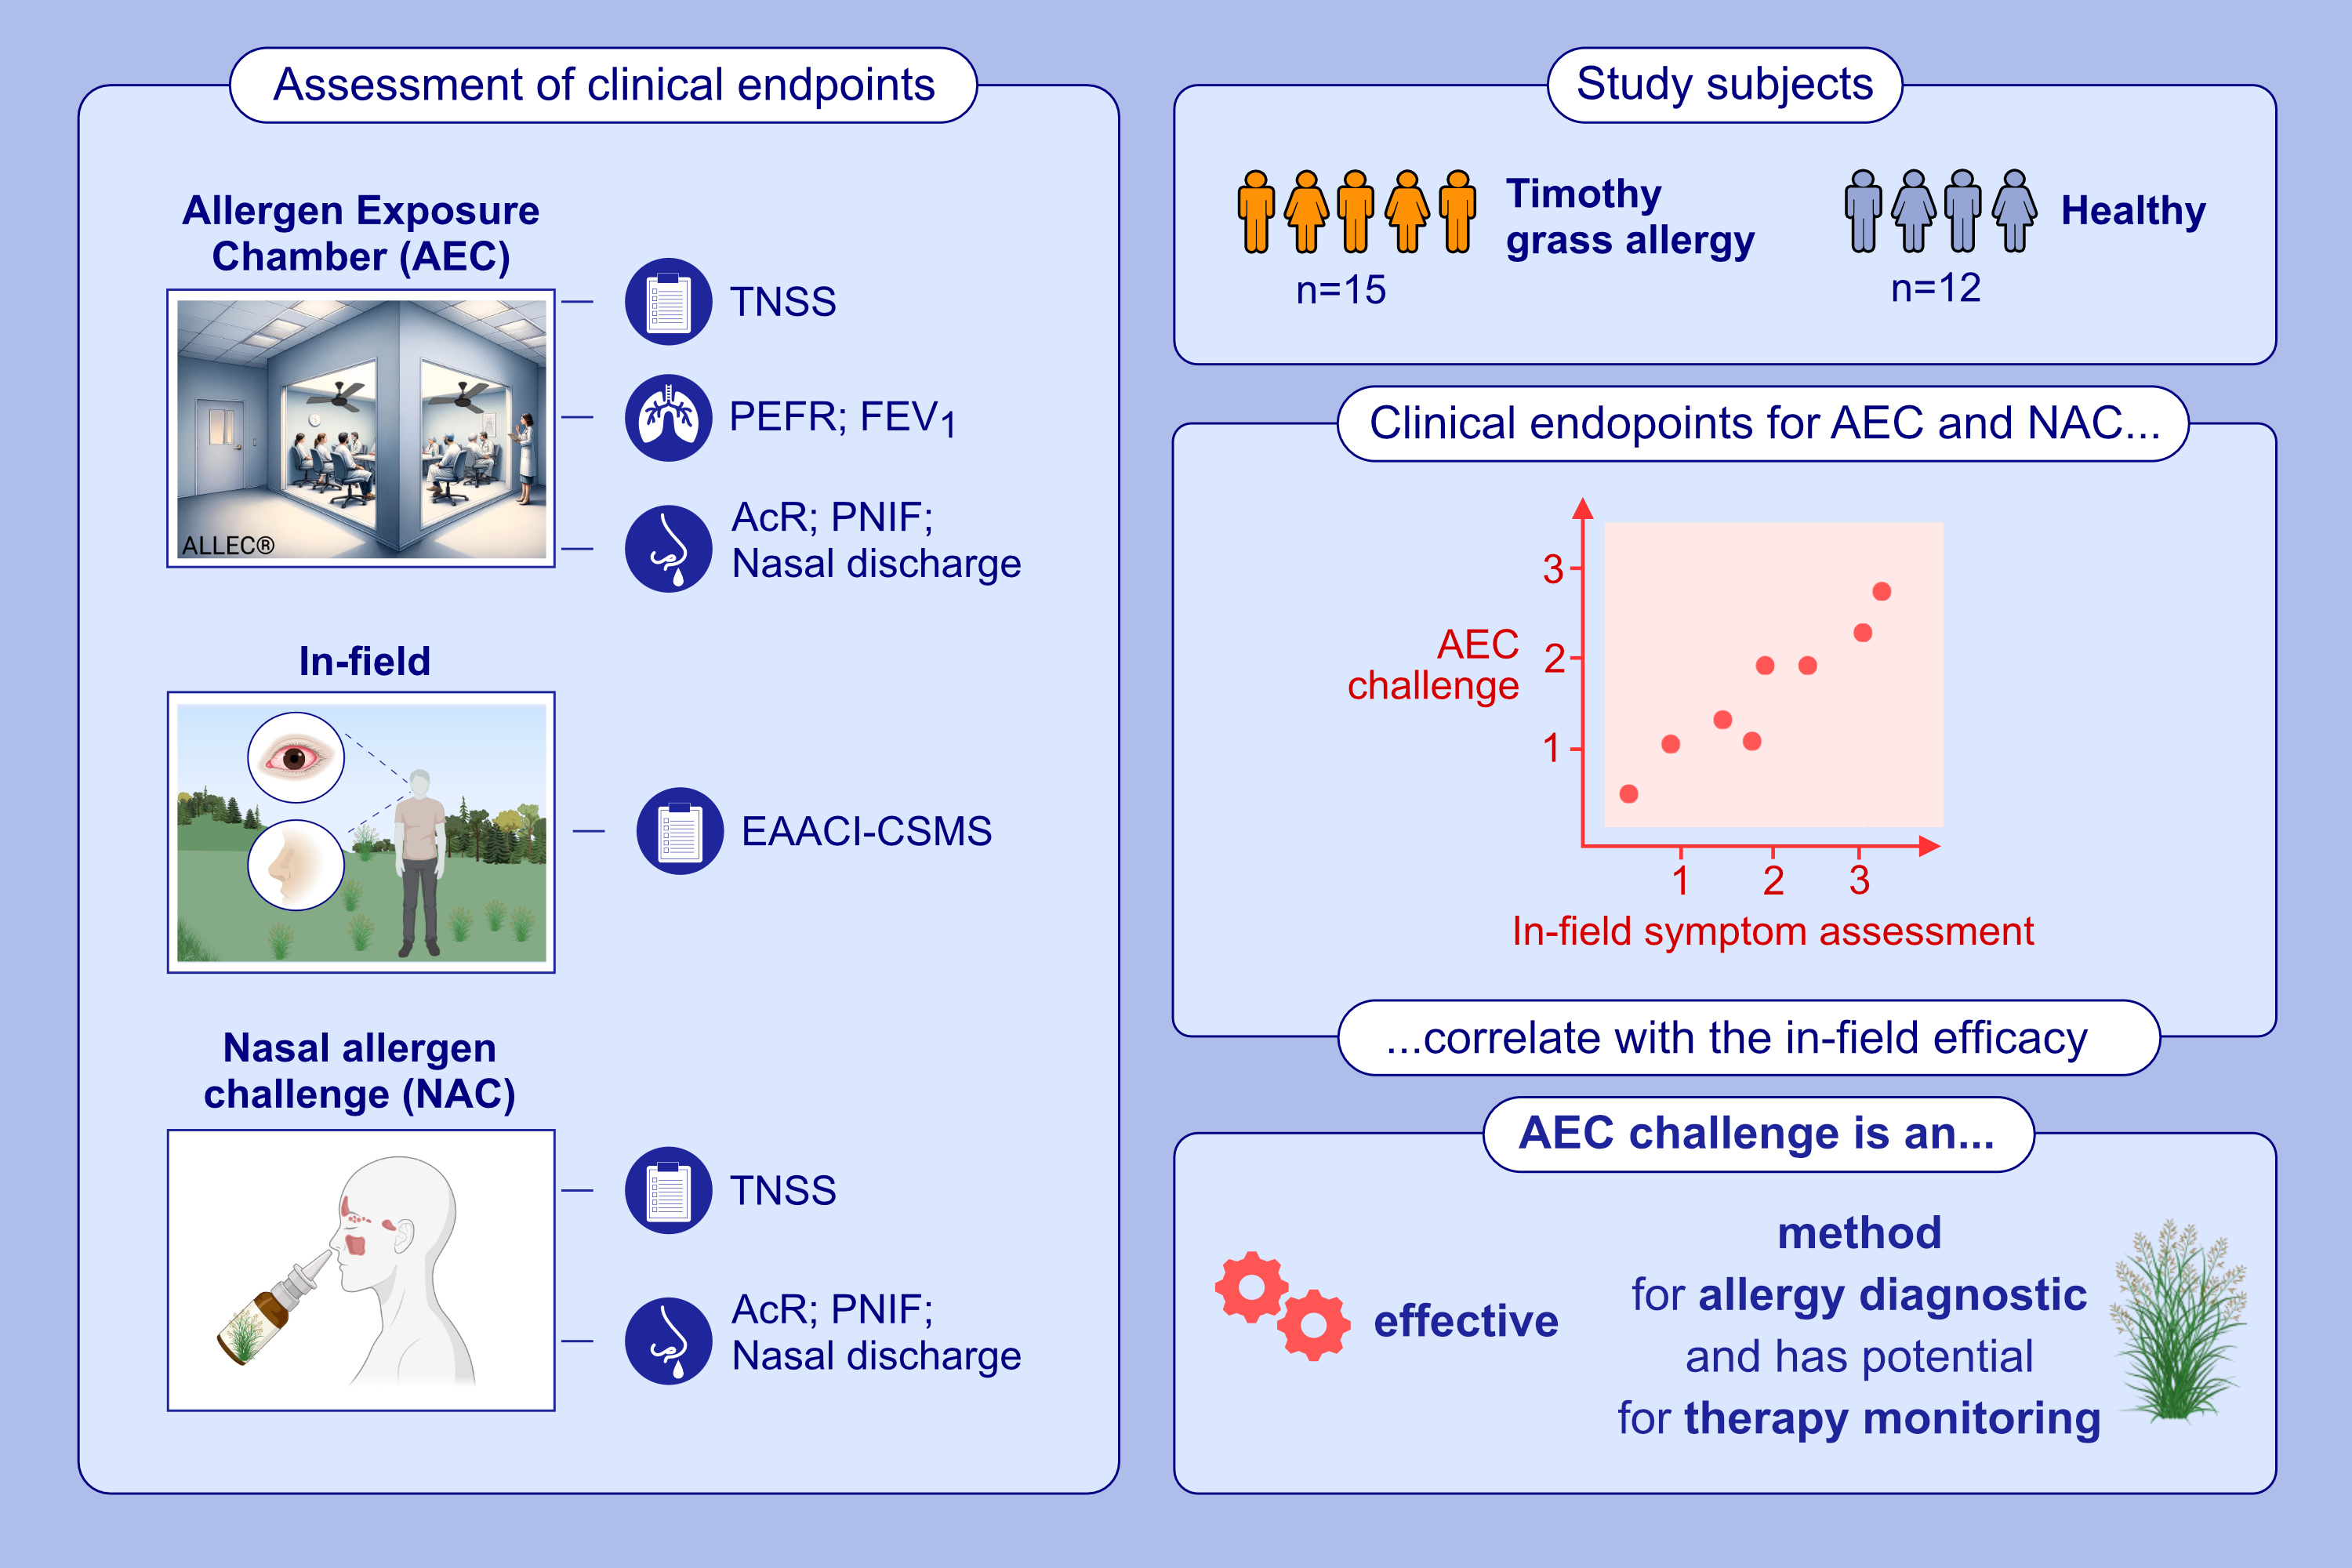 Assessment of clinical endpoints
Allergen Exposure
Chamber (AEC)
ALLEC®
TNSS
PEFR; FEV1
AcR; PNIF;
Nasal discharge
In-field
EAACI-CSMS
Nasal allergen
challenge (NAC)
TNSS
AcR; PNIF;
Nasal discharge
Study subjects
Timothy
grass allergy
n=15
Healthy
n=12
Clinical endopoints for AEC and NAC...
3
2
1
AEC
challenge
1 2 3
In-field symptom assessment
...correlate with the in-field efficacy
AEC challenge is an...
effective
method
for allergy diagnostic
and has potential
for therapy monitoring